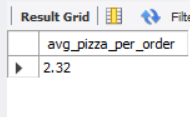 Result Grid Filte
avg_pizza_per_order
2.32